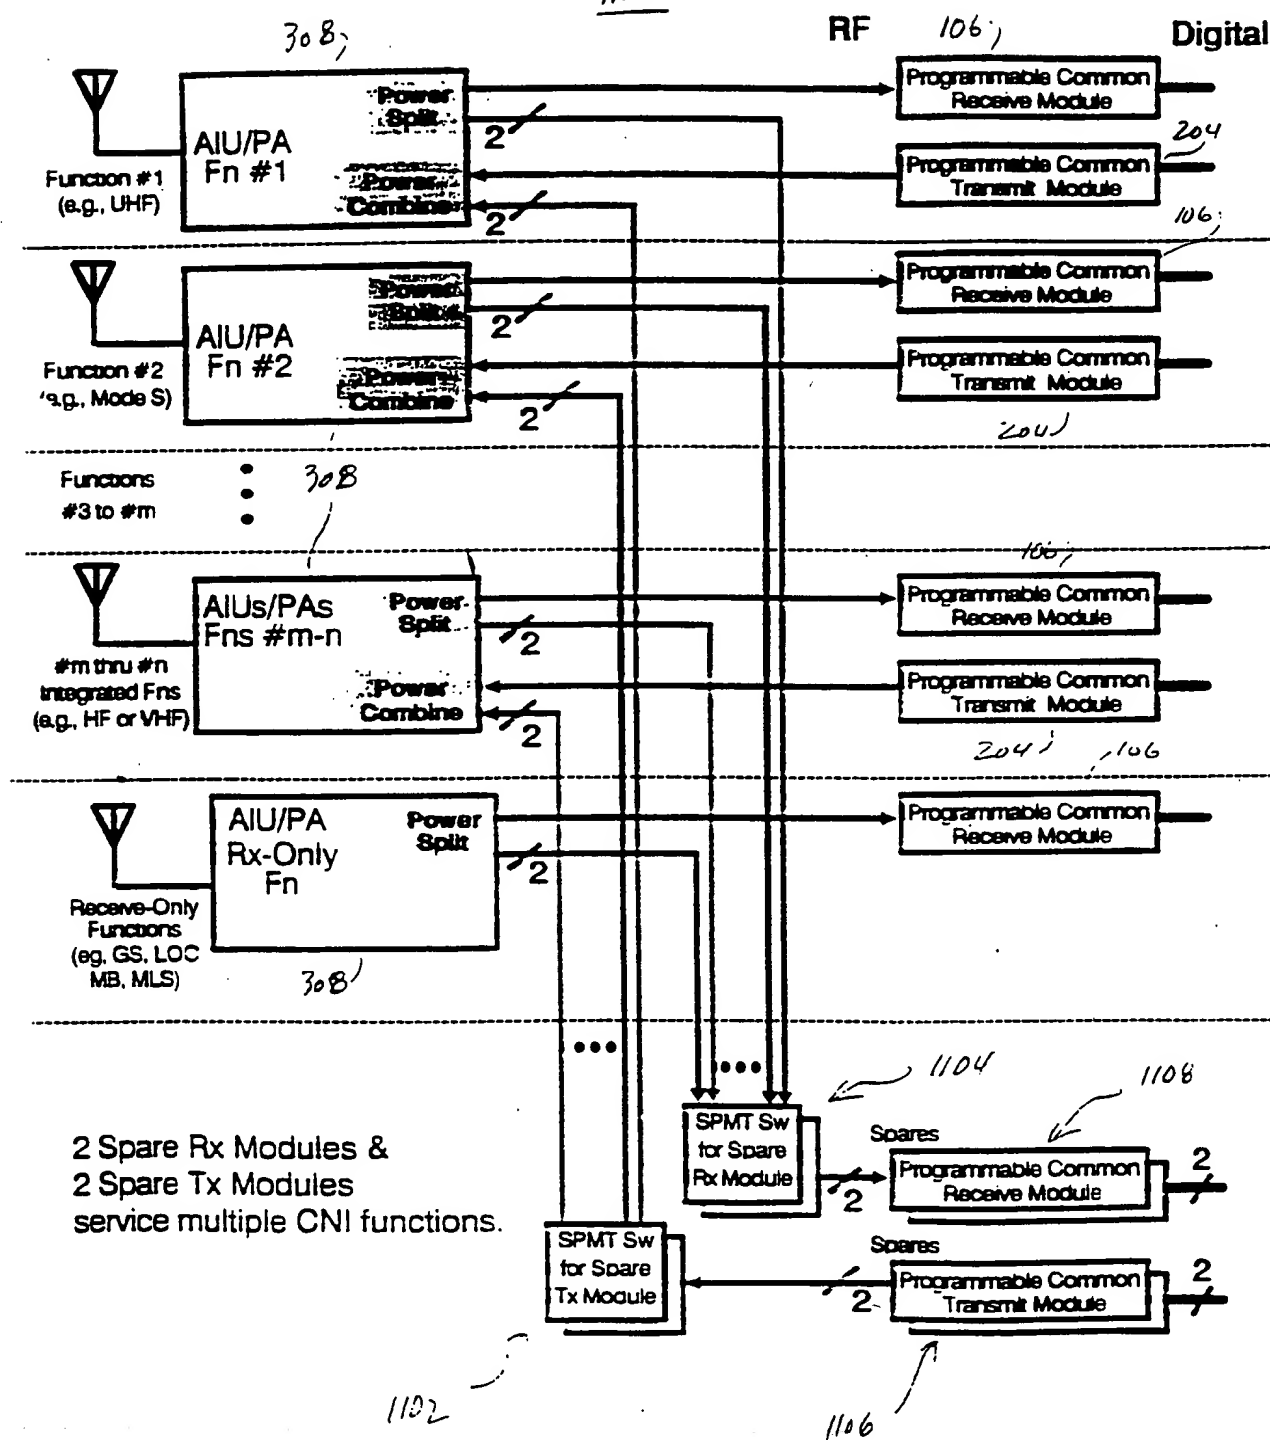 RF
Digital
308
106
Power
Split
2
AIU/PA
Fn #1
Power
Combine
2
Function #1
(e.g., UHF)
Programmable Common
Receive Module
204
Programmable Common
Transmit Module
106
Power
Split
2
AIU/PA
Fn #2
Power
Combine
2
Function #2
e.g., Mode S)
Programmable Common
Receive Module
Programmable Common
Transmit Module
204
308
Functions
#3 to #m
308
106
AIUs/PAs
Fns #m-n
Power
Split
2
Power
Combine
2
#m thru #n
Integrated Fns
(e.g., HF or VHF)
Programmable Common
Receive Module
Programmable Common
Transmit Module
204
106
AIU/PA
Rx-Only
Fn
Power
Split
2
Receive-Only
Functions
(eg, GS, LOC
MB, MLS)
308
Programmable Common
Receive Module
1104
1108
2 Spare Rx Modules &
2 Spare Tx Modules
service multiple CNI functions.
SPMT Sw
for Spare
Rx Module
2
Spares
Programmable Common
Receive Module
2
SPMT Sw
for Spare
Tx Module
2
Spares
Programmable Common
Transmit Module
2
1102
1106